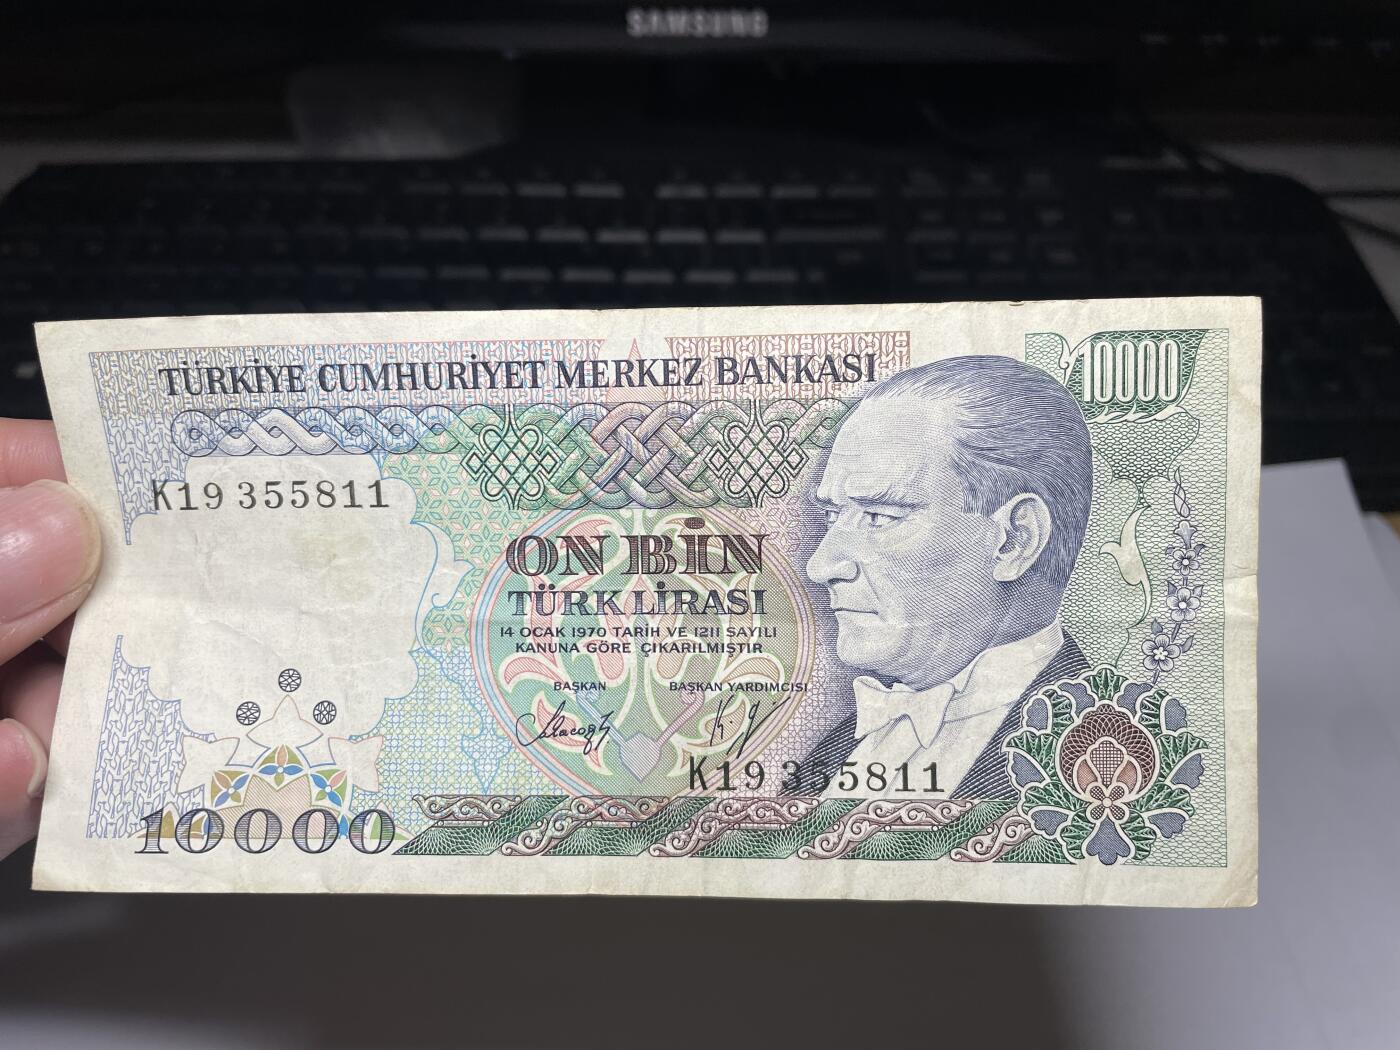 SAMSUNG
TÜRKİYE CUMHURİYET MERKEZ BANKASI
10000
K19 355811
ON BİN
TÜRK LİRASI
14 OCAK 1970 TARİH VE 1211 SAYILI
KANUNA GÖRE ÇIKARILMIŞTIR
BAŞKAN BAŞKAN YARDIMCISI
K19 355811
10000